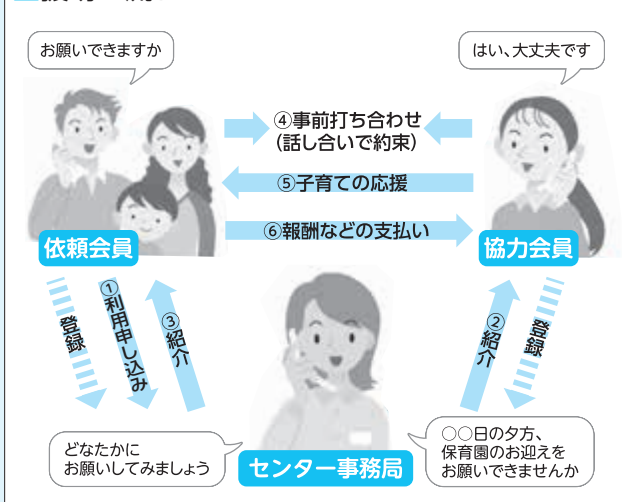 お願いできますか
はい、大丈夫です
④事前打ち合わせ
(話し合いで約束)
⑤子育ての応援
⑥報酬などの支払い
依頼会員
協力会員
登録
①利用申し込み
③紹介
②紹介
登録
どなたかに
お願いしてみましょう
センター事務局
○○日の夕方、
保育園のお迎えを
お願いできませんか